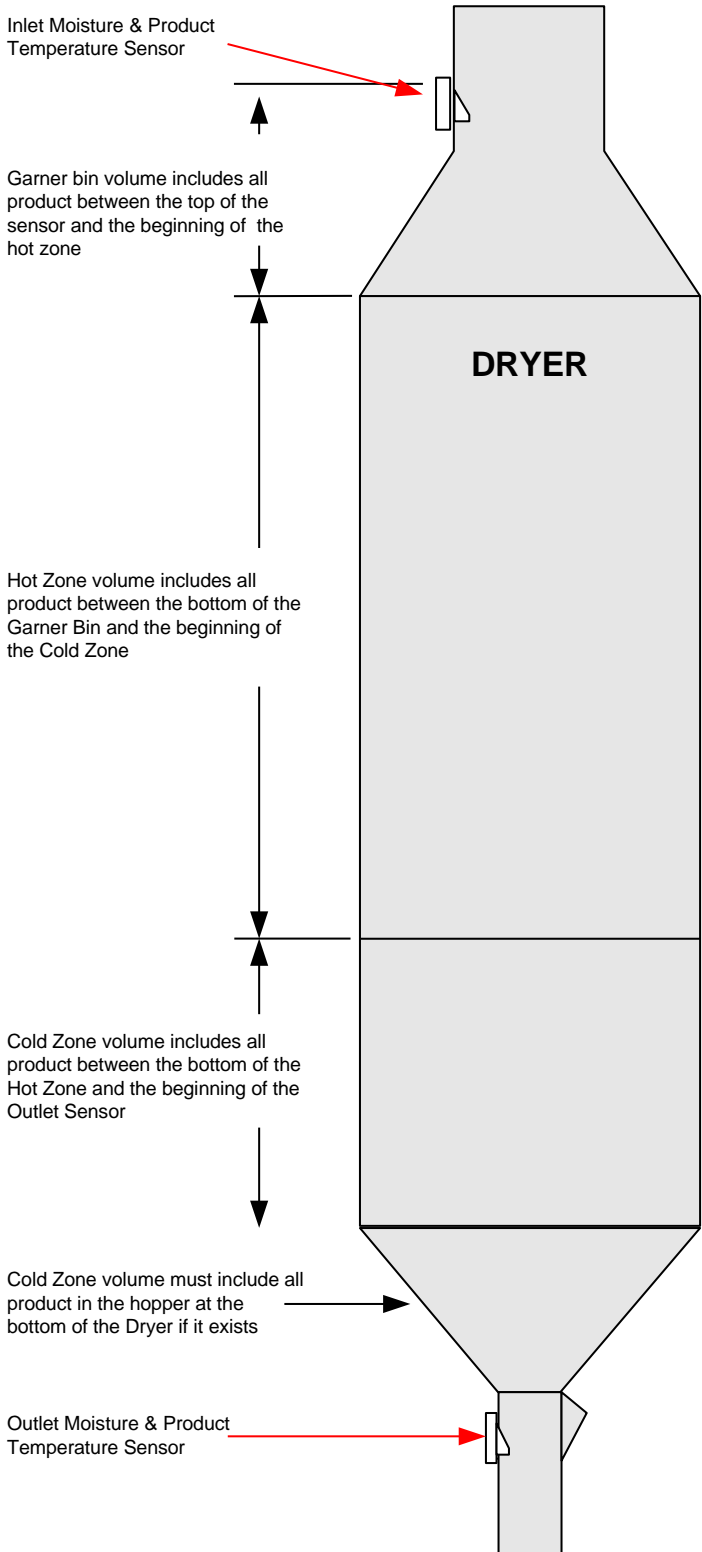 Inlet Moisture & Product
Temperature Sensor
Garner bin volume includes all
product between the top of the
sensor and the beginning of the
hot zone
DRYER
Hot Zone volume includes all
product between the bottom of the
Garner Bin and the beginning of
the Cold Zone
Cold Zone volume includes all
product between the bottom of the
Hot Zone and the beginning of the
Outlet Sensor
Cold Zone volume must include all
product in the hopper at the
bottom of the Dryer if it exists
Outlet Moisture & Product
Temperature Sensor